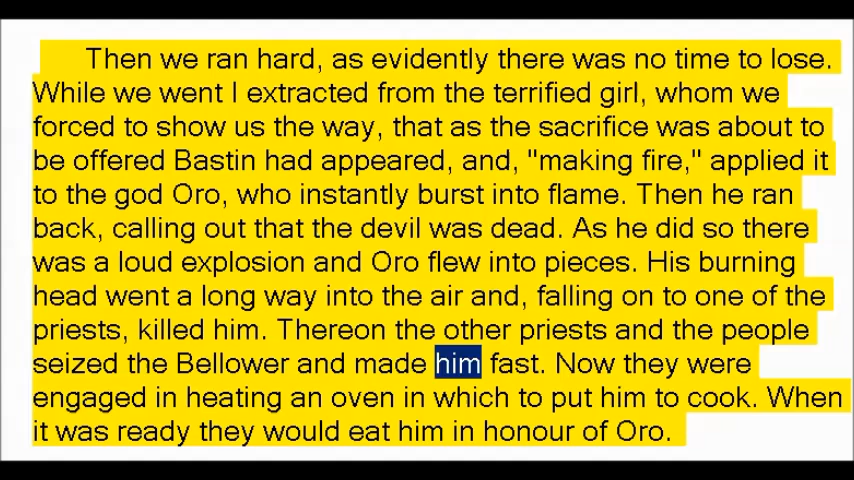 Then we ran hard, as evidently there was no time to lose.
While we went I extracted from the terrified girl, whom we
forced to show us the way, that as the sacrifice was about to
be offered Bastin had appeared, and, "making fire," applied it
to the god Oro, who instantly burst into flame. Then he ran
back, calling out that the devil was dead. As he did so there
was a loud explosion and Oro flew into pieces. His burning
head went a long way into the air and, falling on to one of the
priests, killed him. Thereon the other priests and the people
seized the Bellower and made him fast. Now they were
engaged in heating an oven in which to put him to cook. When
it was ready they would eat him in honour of Oro.